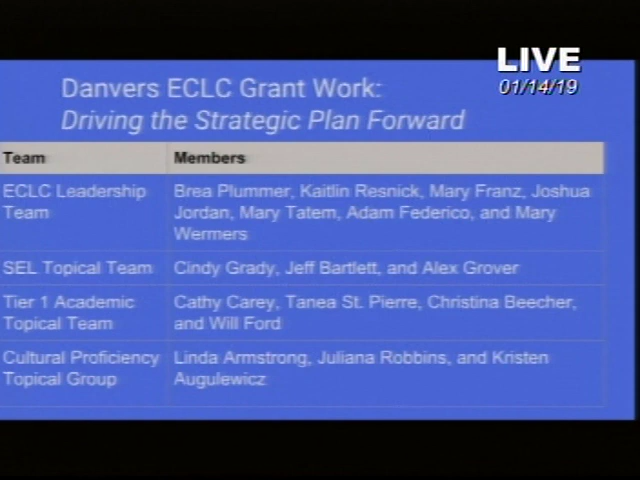 LIVE
01/14/19
Danvers ECLC Grant Work:
Driving the Strategic Plan Forward
Team Members
ECLC Leadership Team
Brea Plummer, Kaitlin Resnick, Mary Franz, Joshua
Jordan, Mary Tatem, Adam Federico, and Mary
Wermers
SEL Topical Team
Cindy Grady, Jeff Bartlett, and Alex Grover
Tier 1 Academic
Topical Team
Cathy Carey, Tanea St. Pierre, Christina Beecher,
and Will Ford
Cultural Proficiency
Topical Group
Linda Armstrong, Juliana Robbins, and Kristen
Augulewicz